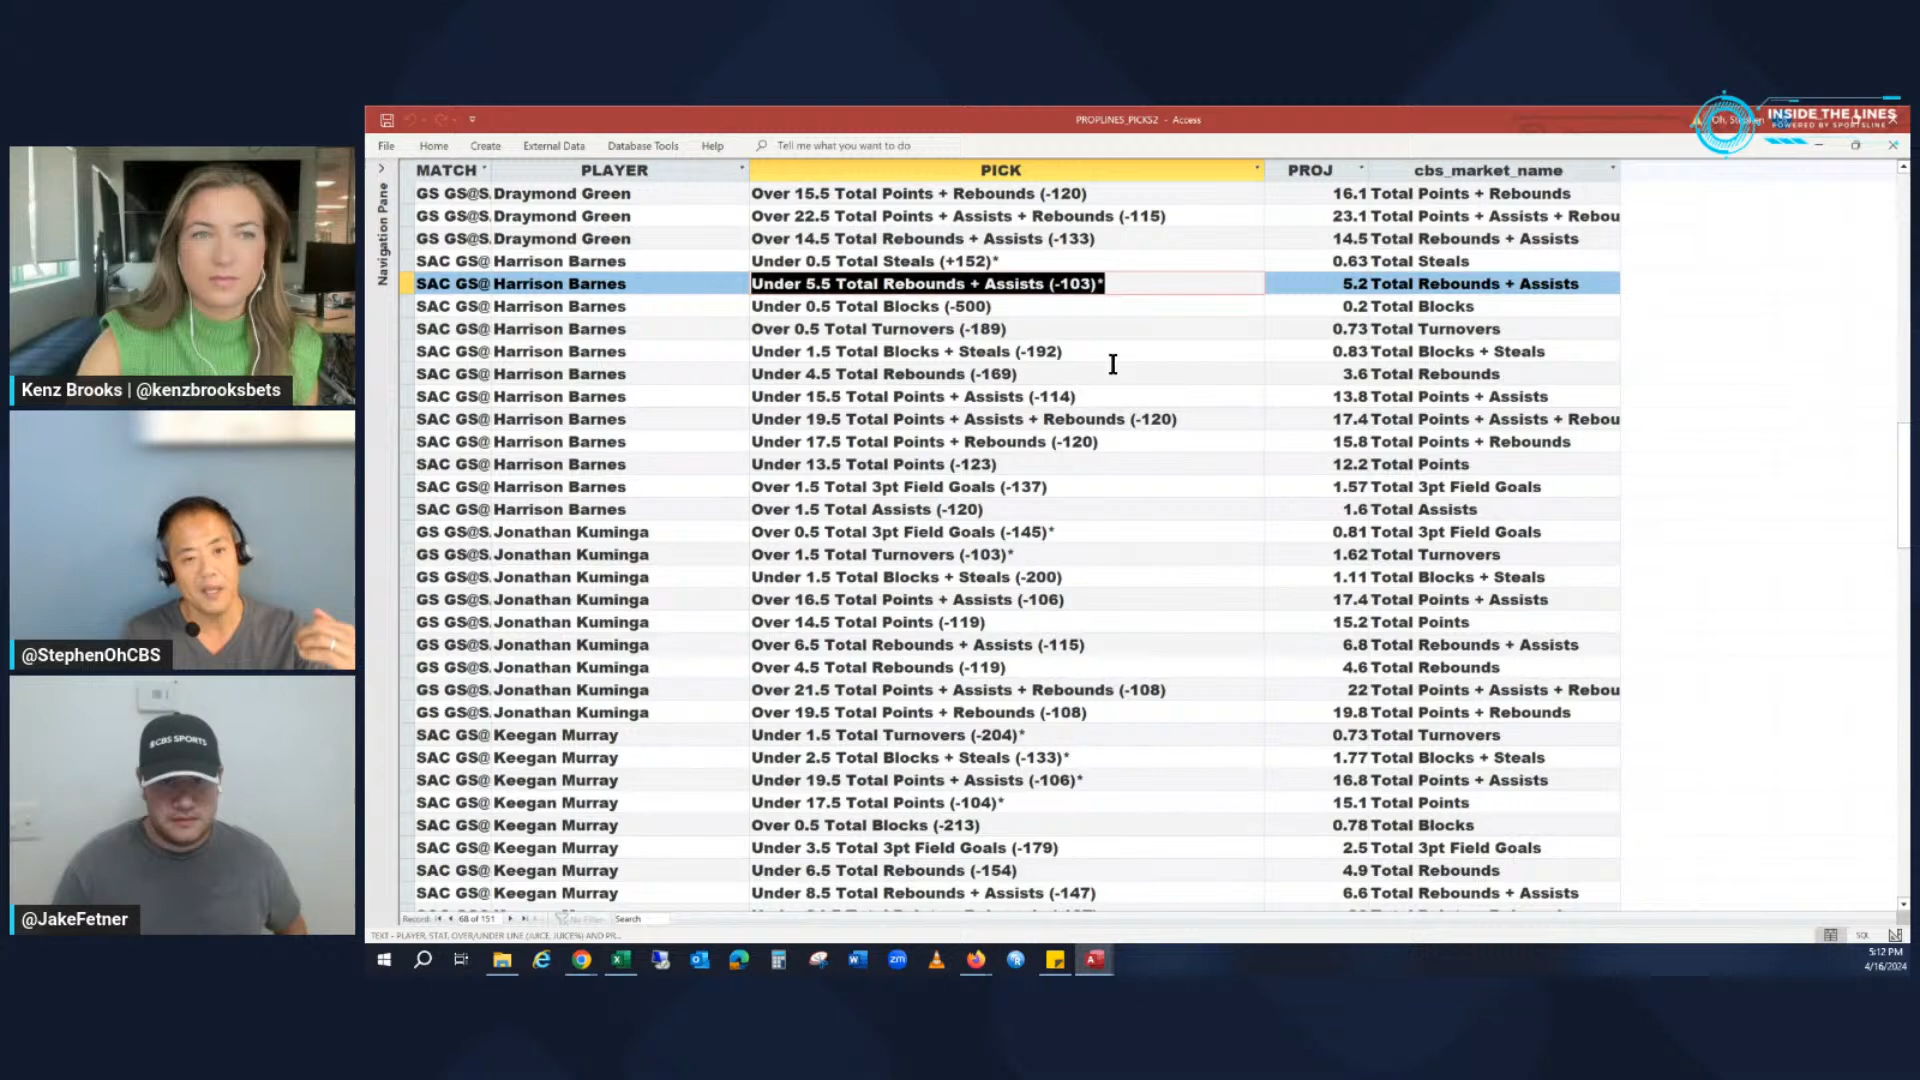 INSIDE THE LINES
POWERED BY SPORTSLINE
PROPLINES_PICKS2 - Access
File Home Create External Data Database Tools Help Tell me what you want to do
Navigation Pane
MATCH PLAYER PICK PROJ cbs_market_name
GS GS@S. Draymond Green Over 15.5 Total Points + Rebounds (-120) 16.1 Total Points + Rebounds
GS GS@S. Draymond Green Over 22.5 Total Points + Assists + Rebounds (-115) 23.1 Total Points + Assists + Rebou
GS GS@S. Draymond Green Over 14.5 Total Rebounds + Assists (-133) 14.5 Total Rebounds + Assists
SAC GS@ Harrison Barnes Under 0.5 Total Steals (+152)* 0.63 Total Steals
SAC GS@ Harrison Barnes Under 5.5 Total Rebounds + Assists (-103)* 5.2 Total Rebounds + Assists
SAC GS@ Harrison Barnes Under 0.5 Total Blocks (-500) 0.2 Total Blocks
SAC GS@ Harrison Barnes Over 0.5 Total Turnovers (-189) 0.73 Total Turnovers
SAC GS@ Harrison Barnes Under 1.5 Total Blocks + Steals (-192) 0.83 Total Blocks + Steals
SAC GS@ Harrison Barnes Under 4.5 Total Rebounds (-169) 3.6 Total Rebounds
SAC GS@ Harrison Barnes Under 15.5 Total Points + Assists (-114) 13.8 Total Points + Assists
SAC GS@ Harrison Barnes Under 19.5 Total Points + Assists + Rebounds (-120) 17.4 Total Points + Assists + Rebou
SAC GS@ Harrison Barnes Under 17.5 Total Points + Rebounds (-120) 15.8 Total Points + Rebounds
SAC GS@ Harrison Barnes Under 13.5 Total Points (-123) 12.2 Total Points
SAC GS@ Harrison Barnes Over 1.5 Total 3pt Field Goals (-137) 1.57 Total 3pt Field Goals
SAC GS@ Harrison Barnes Over 1.5 Total Assists (-120) 1.6 Total Assists
GS GS@S. Jonathan Kuminga Over 0.5 Total 3pt Field Goals (-145)* 0.81 Total 3pt Field Goals
GS GS@S. Jonathan Kuminga Over 1.5 Total Turnovers (-103)* 1.62 Total Turnovers
GS GS@S. Jonathan Kuminga Under 1.5 Total Blocks + Steals (-200) 1.11 Total Blocks + Steals
GS GS@S. Jonathan Kuminga Over 16.5 Total Points + Assists (-106) 17.4 Total Points + Assists
GS GS@S. Jonathan Kuminga Over 14.5 Total Points (-119) 15.2 Total Points
GS GS@S. Jonathan Kuminga Over 6.5 Total Rebounds + Assists (-115) 6.8 Total Rebounds + Assists
GS GS@S. Jonathan Kuminga Over 4.5 Total Rebounds (-119) 4.6 Total Rebounds
GS GS@S. Jonathan Kuminga Over 21.5 Total Points + Assists + Rebounds (-108) 22 Total Points + Assists + Rebou
GS GS@S. Jonathan Kuminga Over 19.5 Total Points + Rebounds (-108) 19.8 Total Points + Rebounds
SAC GS@ Keegan Murray Under 1.5 Total Turnovers (-204)* 0.73 Total Turnovers
SAC GS@ Keegan Murray Under 2.5 Total Blocks + Steals (-133)* 1.77 Total Blocks + Steals
SAC GS@ Keegan Murray Under 19.5 Total Points + Assists (-106)* 16.8 Total Points + Assists
SAC GS@ Keegan Murray Under 17.5 Total Points (-104)* 15.1 Total Points
SAC GS@ Keegan Murray Over 0.5 Total Blocks (-213) 0.78 Total Blocks
SAC GS@ Keegan Murray Under 3.5 Total 3pt Field Goals (-179) 2.5 Total 3pt Field Goals
SAC GS@ Keegan Murray Under 6.5 Total Rebounds (-154) 4.9 Total Rebounds
SAC GS@ Keegan Murray Under 8.5 Total Rebounds + Assists (-147) 6.6 Total Rebounds + Assists
Record: 68 of 151 No Filter Search
TEXT - PLAYER, STAT, OVER/UNDER LINE (JUICE, JUICE%) AND PR...
SQL
5:12 PM
4/16/2024
Kenz Brooks | @kenzbrooksbets
@StephenOhCBS
CBS SPORTS
@JakeFetner